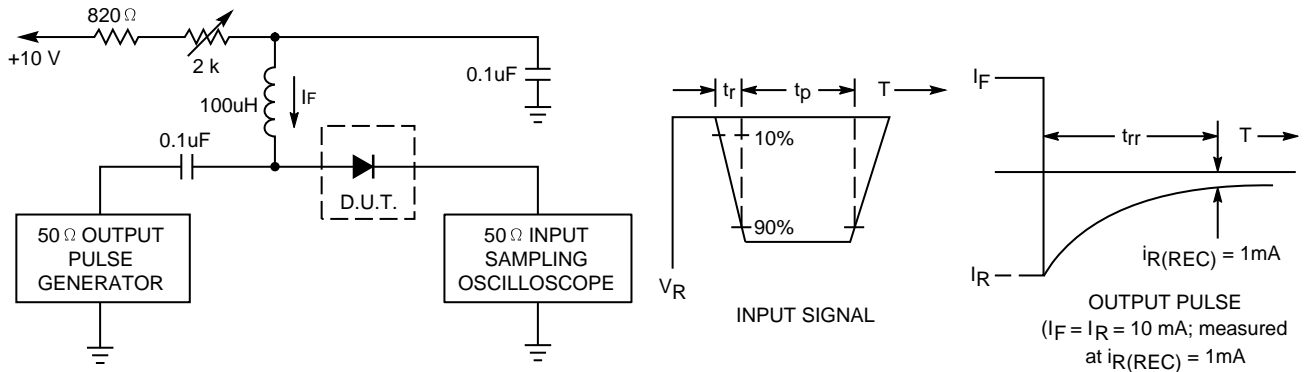 820 Ω
+10 V
2 k
100uH
IF
0.1uF
0.1uF
D.U.T.
50 Ω OUTPUT
PULSE
GENERATOR
50 Ω INPUT
SAMPLING
OSCILLOSCOPE
tr
tp
T
10%
90%
VR
INPUT SIGNAL
IF
trr
T
IR
iR(REC) = 1mA
OUTPUT PULSE
(IF = IR = 10 mA; measured
at iR(REC) = 1mA